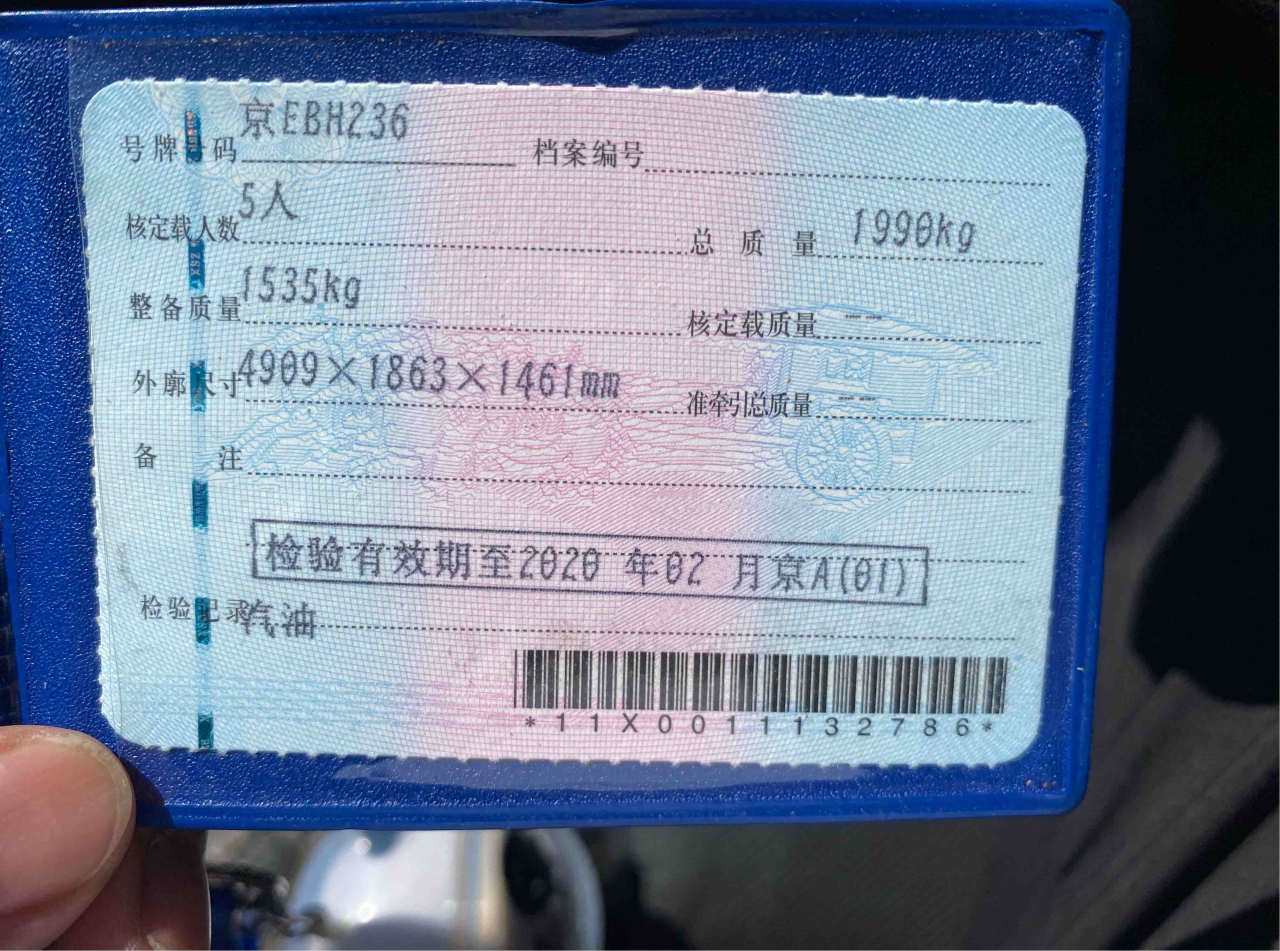 号牌号码 京EBH236 档案编号
核定载人数 5人 总质量 1990kg
整备质量 1535kg 核定载质量 -- --
外廓尺寸 4909×1863×1461mm 准牵引总质量 -- --
备注
检验有效期至2020 年02 月京A(01)
检验记录 汽油
*11X0011132786*